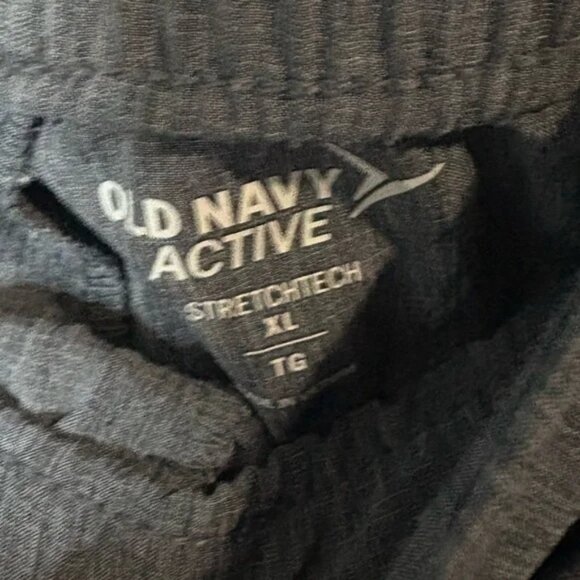 OLD NAVY
ACTIVE
STRETCHTECH
XL
TG